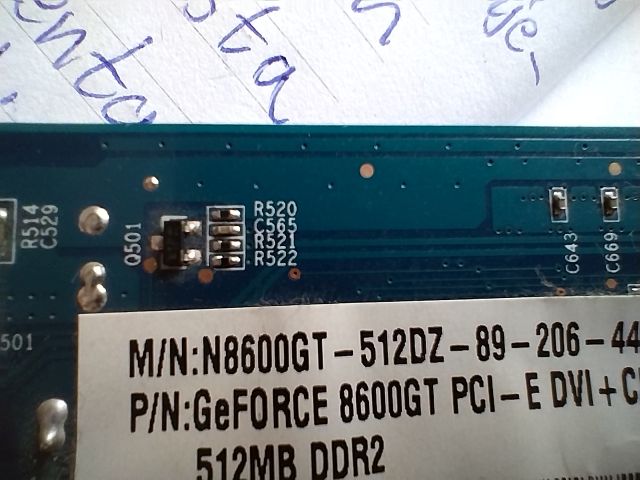 sta
R520
C565
R521
R522
Q501
R514
C529
C643
C669
501
M/N:N8600GT-512DZ-89-206-44
P/N:GeFORCE 8600GT PCI-E DVI+C
512MB DDR2